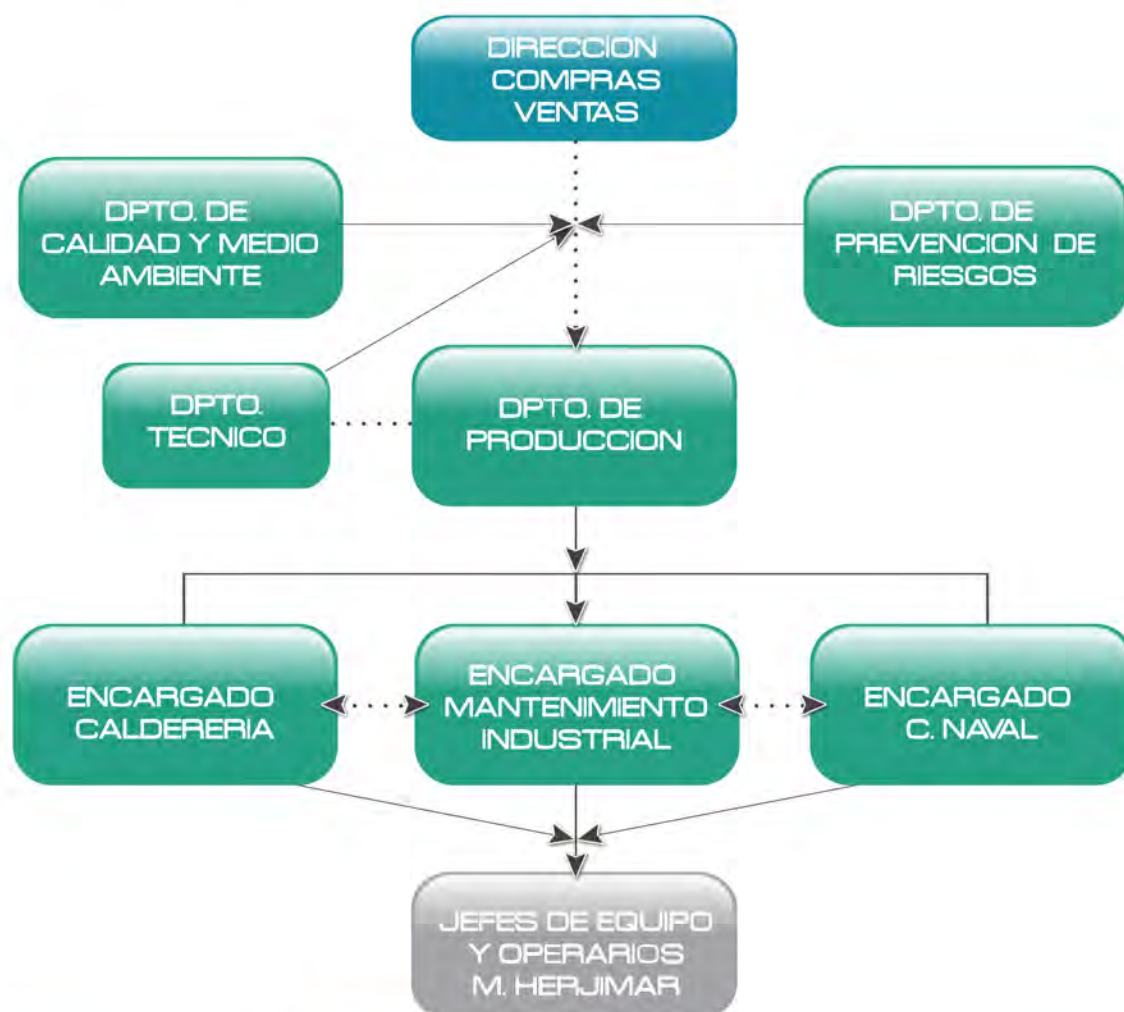 DIRECCION
COMPRAS
VENTAS
DPTO. DE
CALIDAD Y MEDIO
AMBIENTE
DPTO. DE
PREVENCION DE
RIESGOS
DPTO.
TECNICO
DPTO. DE
PRODUCCION
ENCARGADO
CALDERERIA
ENCARGADO
MANTENIMIENTO
INDUSTRIAL
ENCARGADO
C. NAVAL
JEFES DE EQUIPO
Y OPERARIOS
M. HERJIMAR